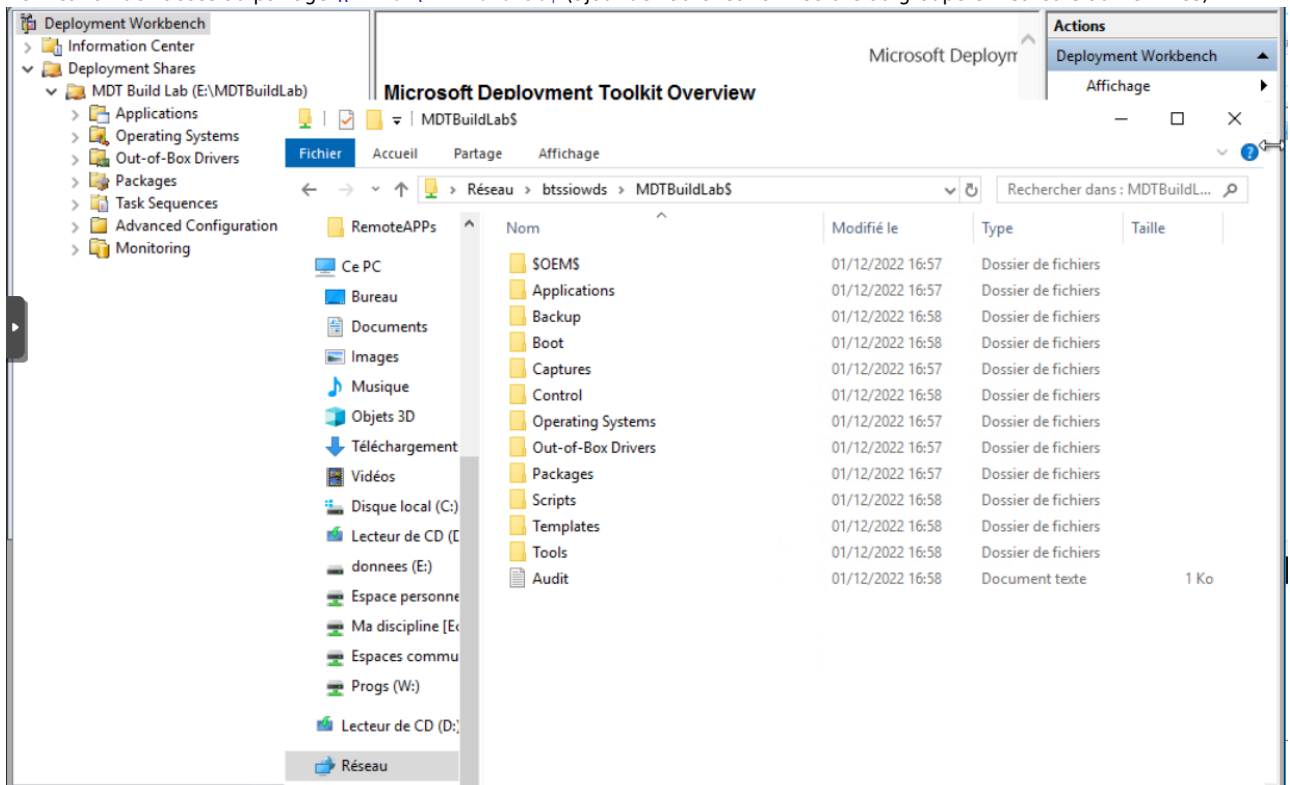 Deployment Workbench
Information Center
Deployment Shares
MDT Build Lab (E:\MDTBuildLab)
Applications
Operating Systems
Out-of-Box Drivers
Packages
Task Sequences
Advanced Configuration
Monitoring
Microsoft Deploym
Microsoft Deployment Toolkit Overview
Actions
Deployment Workbench
Affichage
MDTBuildLab$
Fichier Accueil Partage Affichage
Réseau > btssiowds > MDTBuildLab$
Rechercher dans : MDTBuildL...
RemoteAPPs
Ce PC
Bureau
Documents
Images
Musique
Objets 3D
Téléchargement
Vidéos
Disque local (C:)
Lecteur de CD (D
donnees (E:)
Espace personne
Ma discipline [Ec
Espaces commu
Progs (W:)
Lecteur de CD (D:)
Réseau
Nom Modifié le Type Taille
$OEM$ 01/12/2022 16:57 Dossier de fichiers
Applications 01/12/2022 16:57 Dossier de fichiers
Backup 01/12/2022 16:58 Dossier de fichiers
Boot 01/12/2022 16:58 Dossier de fichiers
Captures 01/12/2022 16:57 Dossier de fichiers
Control 01/12/2022 16:58 Dossier de fichiers
Operating Systems 01/12/2022 16:57 Dossier de fichiers
Out-of-Box Drivers 01/12/2022 16:57 Dossier de fichiers
Packages 01/12/2022 16:57 Dossier de fichiers
Scripts 01/12/2022 16:58 Dossier de fichiers
Templates 01/12/2022 16:58 Dossier de fichiers
Tools 01/12/2022 16:58 Dossier de fichiers
Audit 01/12/2022 16:58 Document texte 1 Ko